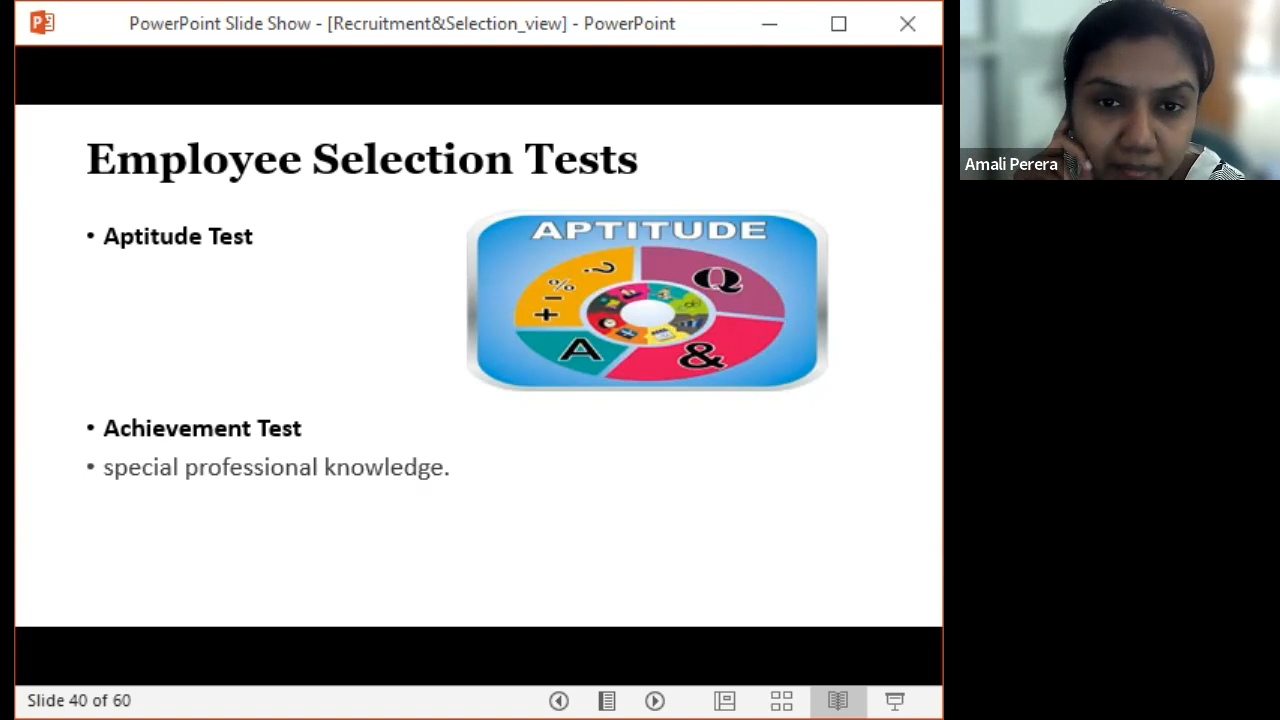 PowerPoint Slide Show - [Recruitment&Selection_view] - PowerPoint
Amali Perera
Employee Selection Tests
• Aptitude Test
APTITUDE
?
%
−
+
Q
A
&
• Achievement Test
• special professional knowledge.
Slide 40 of 60